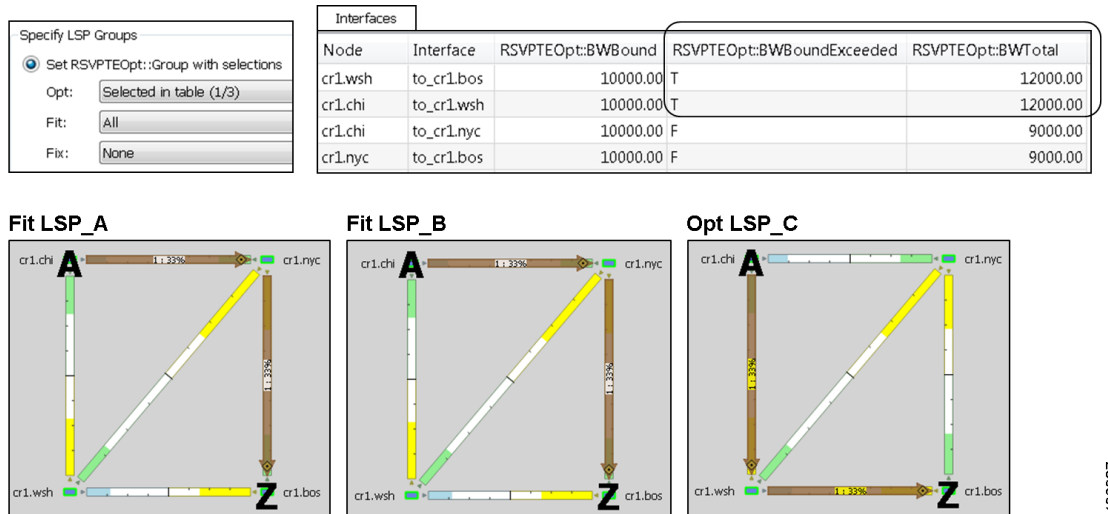 Specify LSP Groups
Set RSVPTEOpt::Group with selections
Opt: Selected in table (1/3)
Fit: All
Fix: None
Interfaces
Node Interface RSVPTEOpt::BWBound RSVPTEOpt::BWBoundExceeded RSVPTEOpt::BWTotal
cr1.wsh to_cr1.bos 10000.00 T 12000.00
cr1.chi to_cr1.wsh 10000.00 T 12000.00
cr1.chi to_cr1.nyc 10000.00 F 9000.00
cr1.nyc to_cr1.bos 10000.00 F 9000.00
Fit LSP_A
cr1.chi A 1 : 33% cr1.nyc
1 : 33%
cr1.wsh Z cr1.bos
Fit LSP_B
cr1.chi A 1 : 33% cr1.nyc
1 : 33%
cr1.wsh Z cr1.bos
Opt LSP_C
cr1.chi A cr1.nyc
1 : 33%
cr1.wsh 1 : 33% Z cr1.bos